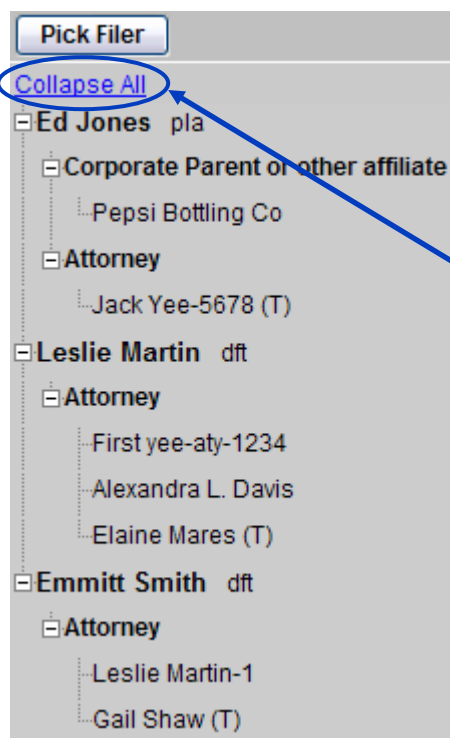 Pick Filer
Collapse All
Ed Jones pla
Corporate Parent or other affiliate
Pepsi Bottling Co
Attorney
Jack Yee-5678 (T)
Leslie Martin dft
Attorney
First yee-aty-1234
Alexandra L. Davis
Elaine Mares (T)
Emmitt Smith dft
Attorney
Leslie Martin-1
Gail Shaw (T)